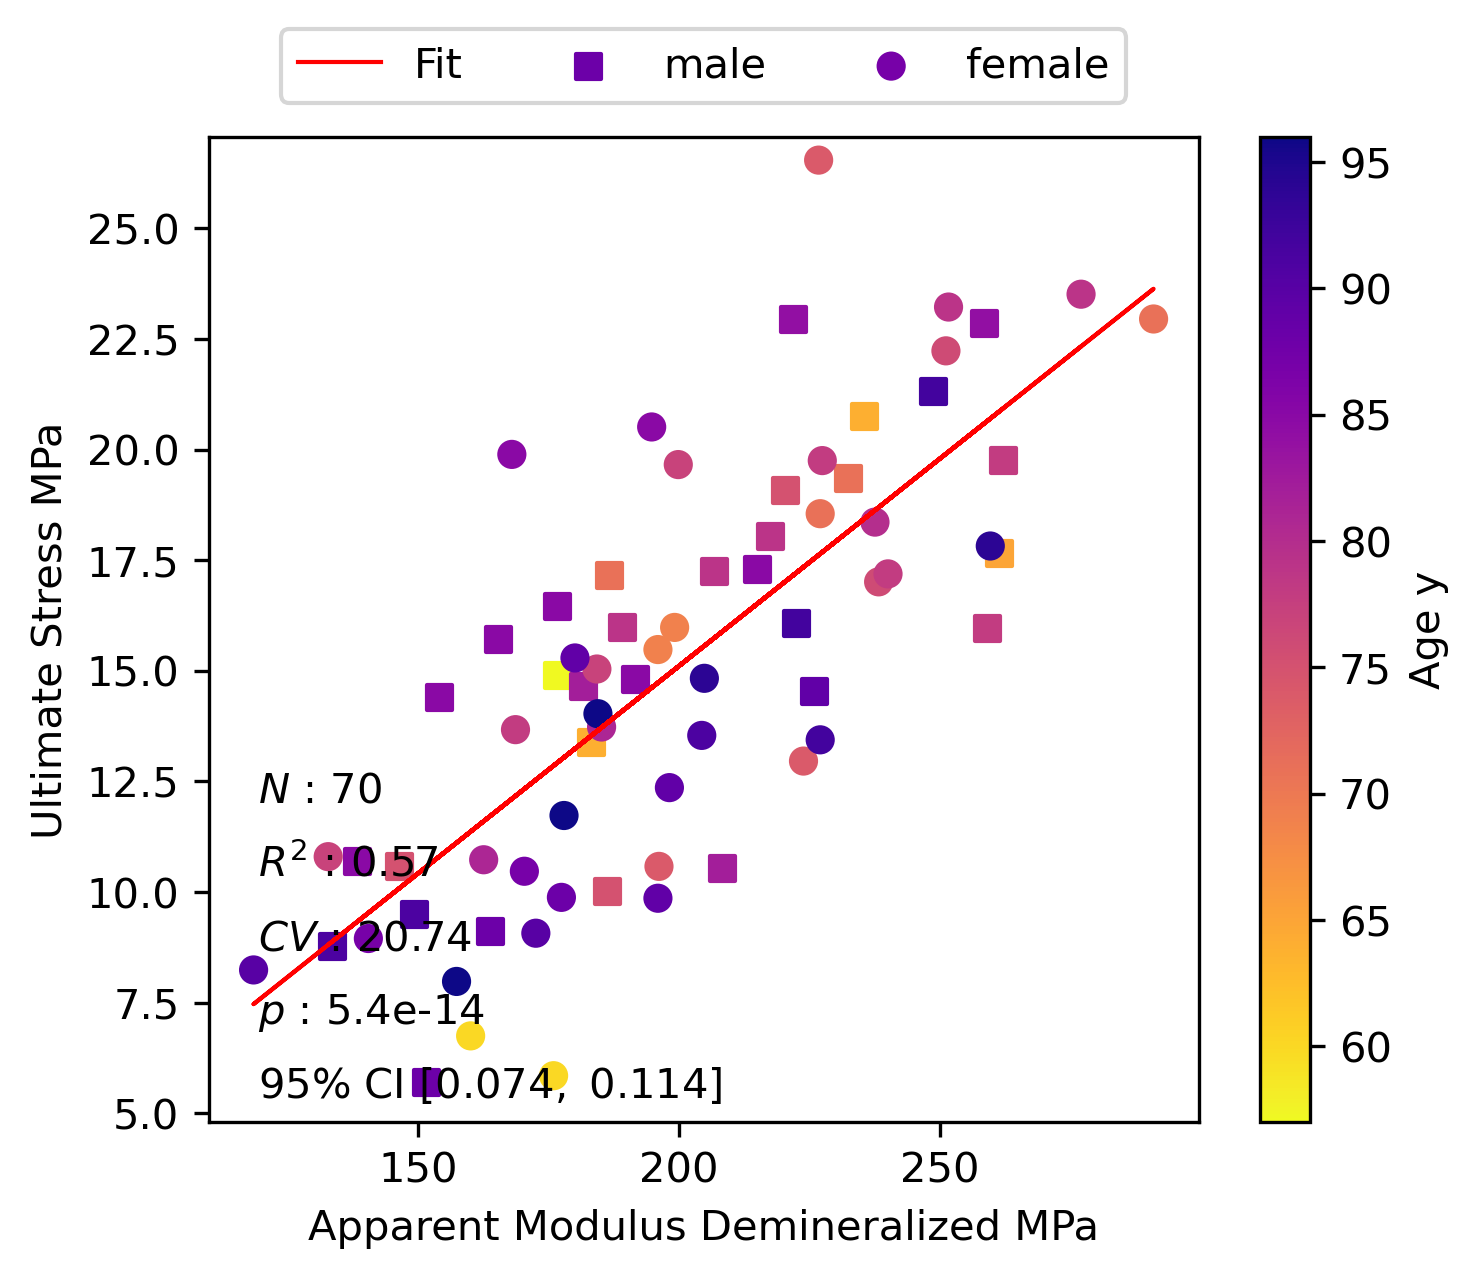 Fit male female
25.0
22.5
20.0
17.5
15.0
12.5
10.0
7.5
5.0
Ultimate Stress MPa
N : 70
R² : 0.57
CV : 20.74
p : 5.4e-14
95% CI [0.074, 0.114]
150 200 250
Apparent Modulus Demineralized MPa
95
90
85
80
75
70
65
60
Age y